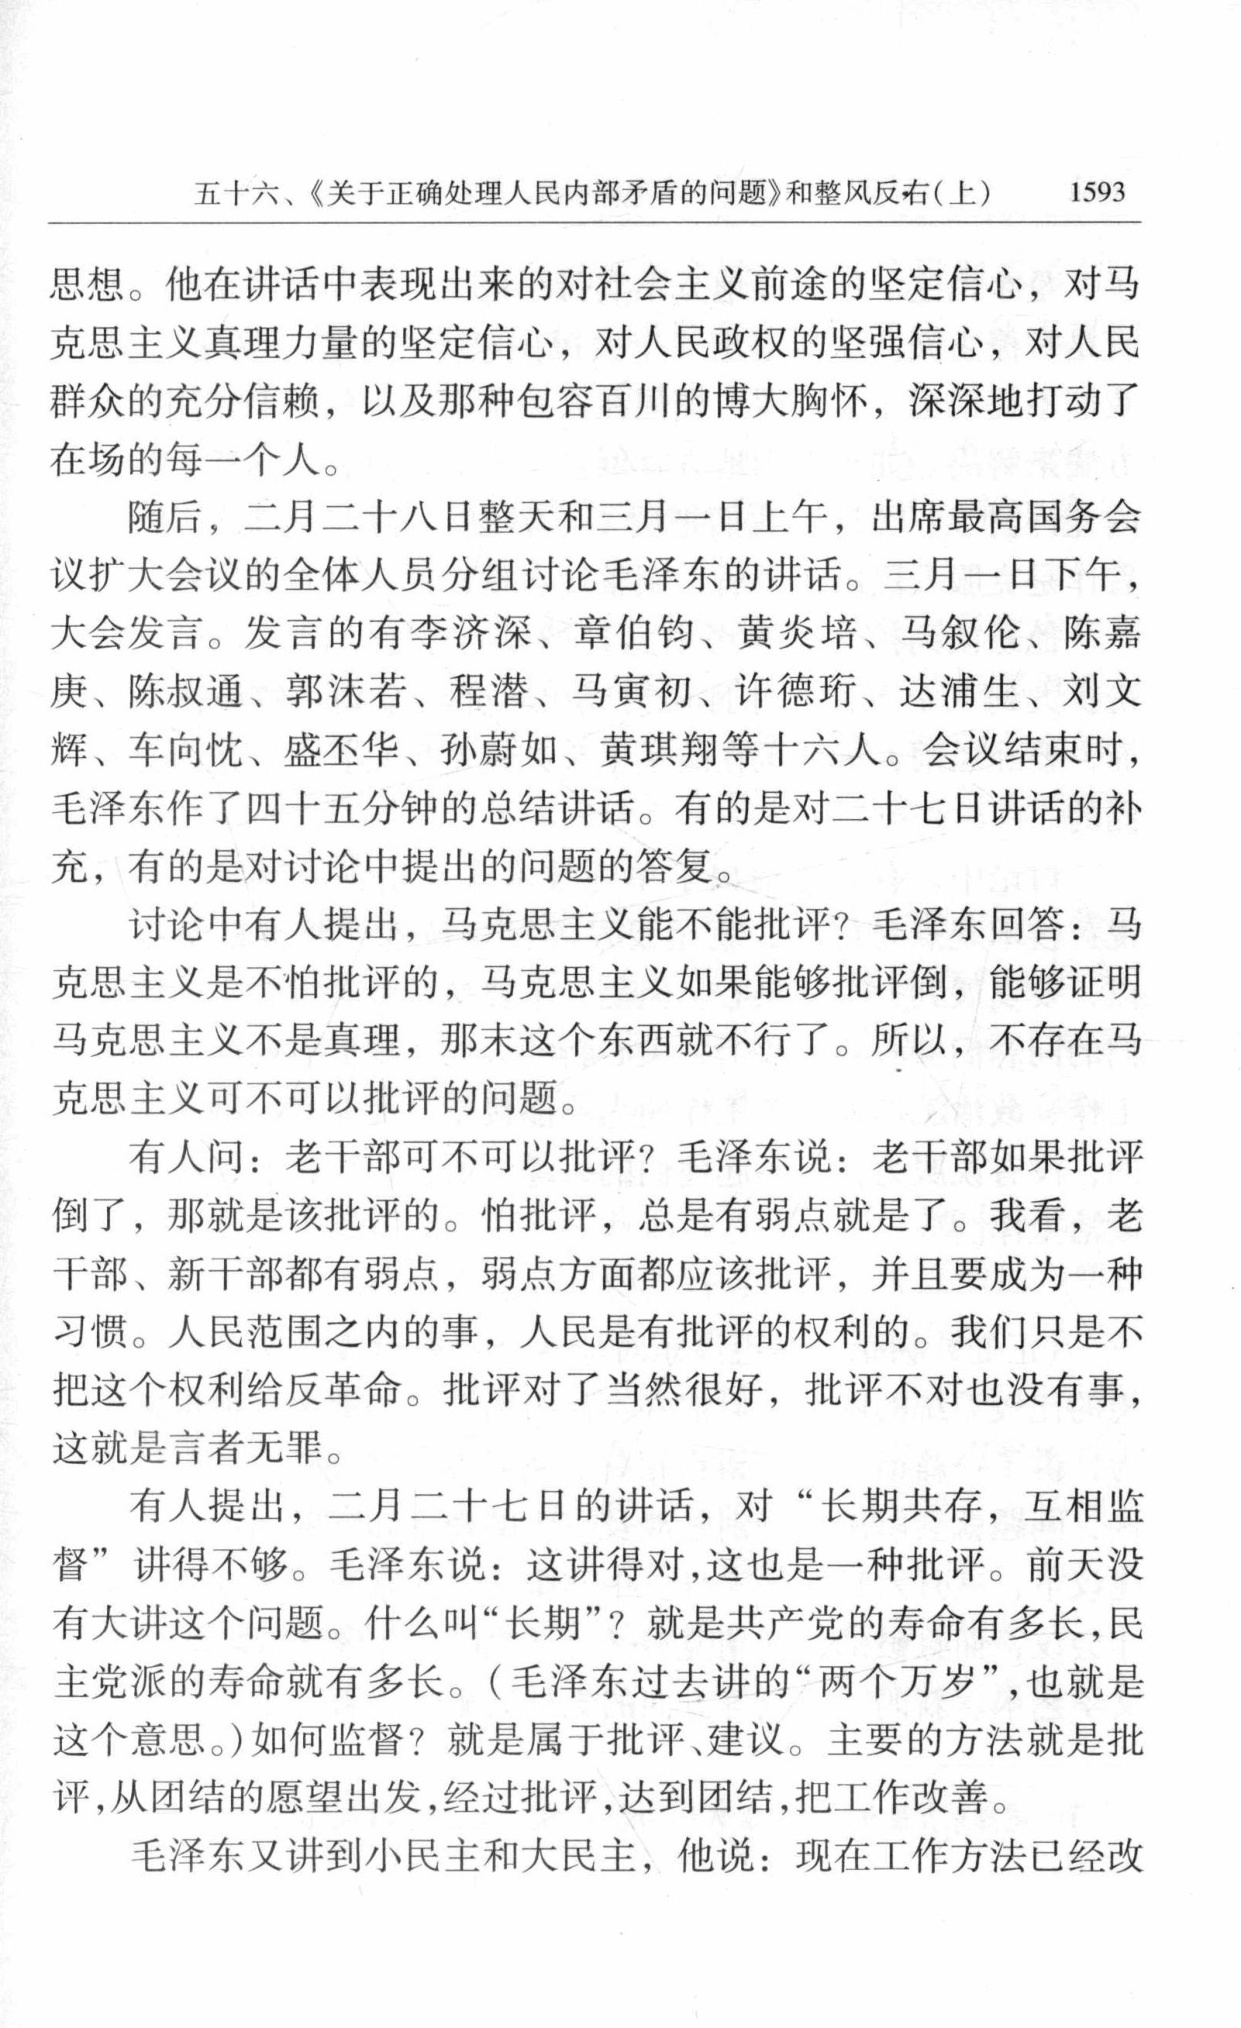 五十六、《关于正确处理人民内部矛盾的问题》和整风反右(上) 1593
思想。他在讲话中表现出来的对社会主义前途的坚定信心，对马
克思主义真理力量的坚定信心，对人民政权的坚强信心，对人民
群众的充分信赖，以及那种包容百川的博大胸怀，深深地打动了
在场的每一个人。
随后，二月二十八日整天和三月一日上午，出席最高国务会
议扩大会议的全体人员分组讨论毛泽东的讲话。三月一日下午，
大会发言。发言的有李济深、章伯钧、黄炎培、马叙伦、陈嘉
庚、陈叔通、郭沫若、程潜、马寅初、许德珩、达浦生、刘文
辉、车向忱、盛丕华、孙蔚如、黄琪翔等十六人。会议结束时，
毛泽东作了四十五分钟的总结讲话。有的是对二十七日讲话的补
充，有的是对讨论中提出的问题的答复。
讨论中有人提出，马克思主义能不能批评？毛泽东回答：马
克思主义是不怕批评的，马克思主义如果能够批评倒，能够证明
马克思主义不是真理，那末这个东西就不行了。所以，不存在马
克思主义可不可以批评的问题。
有人问：老干部可不可以批评？毛泽东说：老干部如果批评
倒了，那就是该批评的。怕批评，总是有弱点就是了。我看，老
干部、新干部都有弱点，弱点方面都应该批评，并且要成为一种
习惯。人民范围之内的事，人民是有批评的权利的。我们只是不
把这个权利给反革命。批评对了当然很好，批评不对也没有事，
这就是言者无罪。
有人提出，二月二十七日的讲话，对“长期共存，互相监
督”讲得不够。毛泽东说：这讲得对,这也是一种批评。前天没
有大讲这个问题。什么叫“长期”？就是共产党的寿命有多长,民
主党派的寿命就有多长。(毛泽东过去讲的“两个万岁”,也就是
这个意思。)如何监督？就是属于批评、建议。主要的方法就是批
评,从团结的愿望出发,经过批评,达到团结,把工作改善。
毛泽东又讲到小民主和大民主，他说：现在工作方法已经改